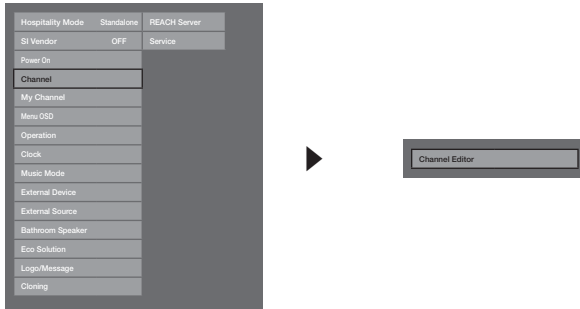 Hospitality Mode Standalone REACH Server
SI Vendor OFF Service
Power On
Channel
My Channel
Menu OSD
Operation
Clock
Music Mode
External Device
External Source
Bathroom Speaker
Eco Solution
Logo/Message
Cloning
Channel Editor